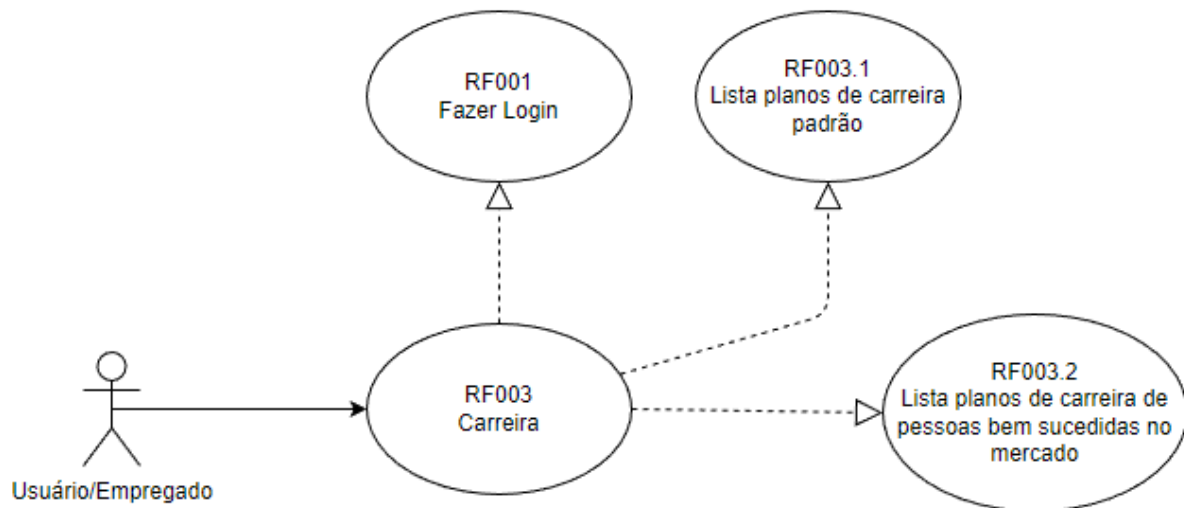 RF001
Fazer Login
RF003.1
Lista planos de carreira
padrão
RF003
Carreira
RF003.2
Lista planos de carreira de
pessoas bem sucedidas no
mercado
Usuário/Empregado